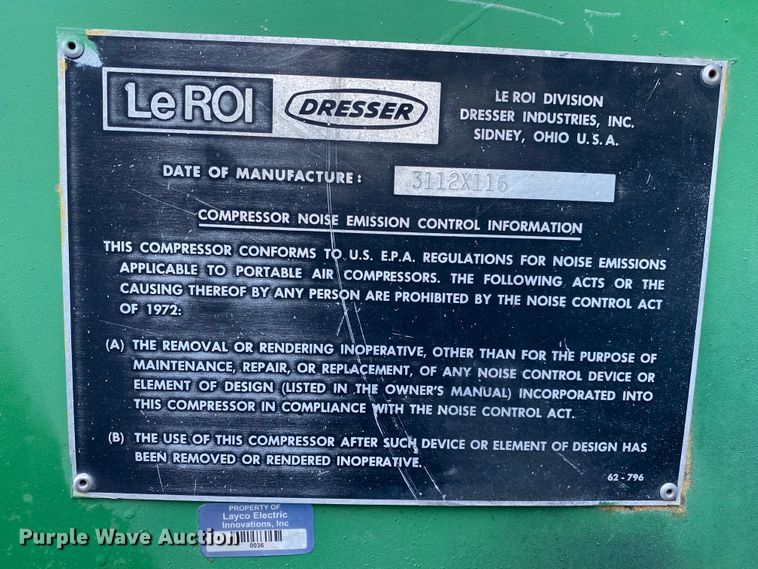 LeROI DRESSER
LE ROI DIVISION
DRESSER INDUSTRIES, INC.
SIDNEY, OHIO U.S.A.
DATE OF MANUFACTURE: 3112X116
COMPRESSOR NOISE EMISSION CONTROL INFORMATION
THIS COMPRESSOR CONFORMS TO U.S. E.P.A. REGULATIONS FOR NOISE EMISSIONS
APPLICABLE TO PORTABLE AIR COMPRESSORS. THE FOLLOWING ACTS OR THE
CAUSING THEREOF BY ANY PERSON ARE PROHIBITED BY THE NOISE CONTROL ACT
OF 1972:
(A) THE REMOVAL OR RENDERING INOPERATIVE, OTHER THAN FOR THE PURPOSE OF
MAINTENANCE, REPAIR, OR REPLACEMENT, OF ANY NOISE CONTROL DEVICE OR
ELEMENT OF DESIGN (LISTED IN THE OWNER'S MANUAL) INCORPORATED INTO
THIS COMPRESSOR IN COMPLIANCE WITH THE NOISE CONTROL ACT.
(B) THE USE OF THIS COMPRESSOR AFTER SUCH DEVICE OR ELEMENT OF DESIGN HAS
BEEN REMOVED OR RENDERED INOPERATIVE.
62-796
PROPERTY OF
Layco Electric
Innovations, Inc
0036
Purple Wave Auction